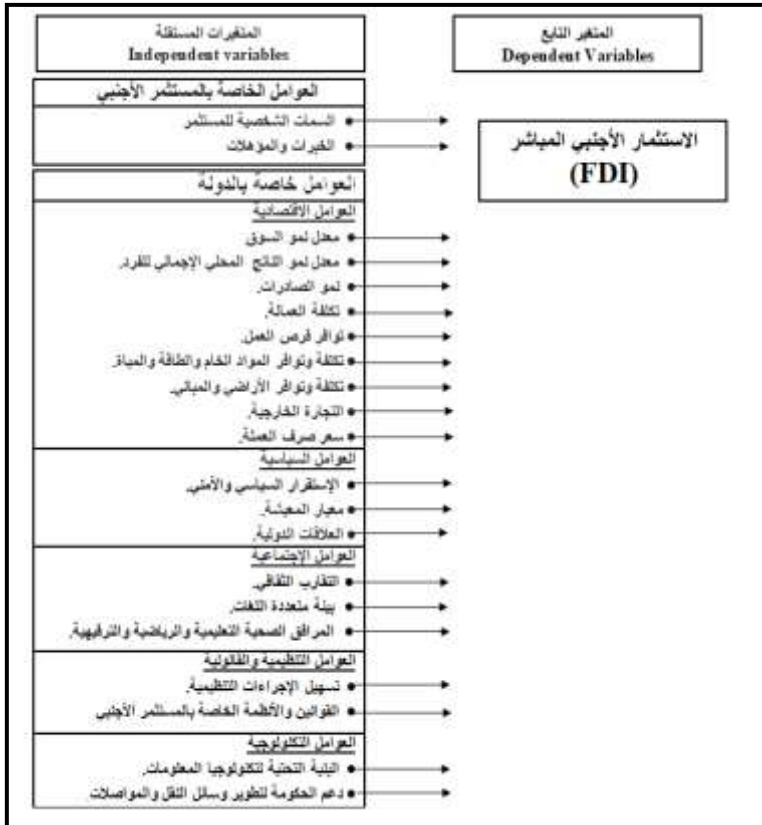 المتغيرات المستقلة
Independent variables
المتغير التابع
Dependent Variables
العوامل الخاصة بالمستثمر الأجنبي
السمات الشخصية للمستثمر
الخبرات والمؤهلات
الاستثمار الأجنبي المباشر
(FDI)
العوامل خاصة بالدولة
العوامل الاقتصادية
معدل نمو السوق
معدل نمو الناتج المحلي الإجمالي للفرد.
نمو الصادرات.
تكلفة العمالة.
توافر فرص العمل.
تكلفة وتوافر المواد الخام والطاقة والمياة.
تكلفة وتوافر الأراضي والمباني.
التجارة الخارجية.
سعر صرف العملة.
العوامل السياسية
الإستقرار السياسي والأمني.
معيار المعيشة.
العلاقات الدولية.
العوامل الإجتماعية
التقارب الثقافي.
بيئة متعددة اللغات.
المرافق الصحية التعليمية والرياضية والترفيهية.
العوامل التنظيمية والقانونية
تسهيل الإجراءات التنظيمية.
القوانين والأنظمة الخاصة بالمستثمر الأجنبي
العوامل التكنولوجية
البنية التحتية لتكنولوجيا المعلومات.
دعم الحكومة لتطوير وسائل النقل والمواصلات